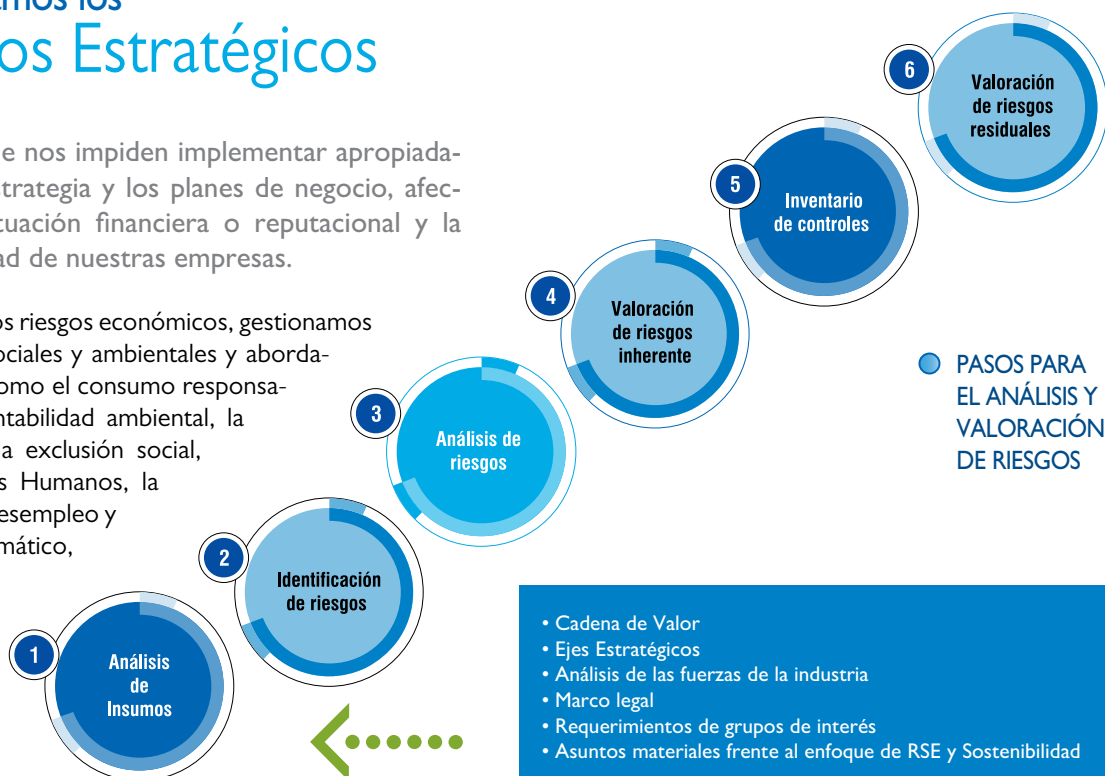 os Estratégicos
e nos impiden implementar apropiada-
strategia y los planes de negocio, afec-
tuación financiera o reputacional y la
ad de nuestras empresas.
os riesgos económicos, gestionamos
ociales y ambientales y aborda-
omo el consumo responsa-
ntabilidad ambiental, la
a exclusión social,
s Humanos, la
esempleo y
mático,
1
Análisis
de
Insumos
2
Identificación
de riesgos
3
Análisis de
riesgos
4
Valoración
de riesgos
inherente
5
Inventario
de controles
6
Valoración
de riesgos
residuales
PASOS PARA
EL ANÁLISIS Y
VALORACIÓN
DE RIESGOS
• Cadena de Valor
• Ejes Estratégicos
• Análisis de las fuerzas de la industria
• Marco legal
• Requerimientos de grupos de interés
• Asuntos materiales frente al enfoque de RSE y Sostenibilidad